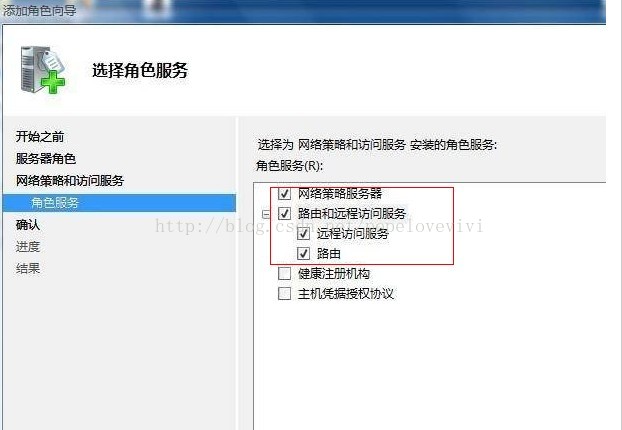 添加角色向导
选择角色服务
开始之前
服务器角色
网络策略和访问服务
角色服务
确认
进度
结果
选择为 网络策略和访问服务 安装的角色服务:
角色服务(R):
网络策略服务器
路由和远程访问服务
远程访问服务
路由
健康注册机构
主机凭据授权协议